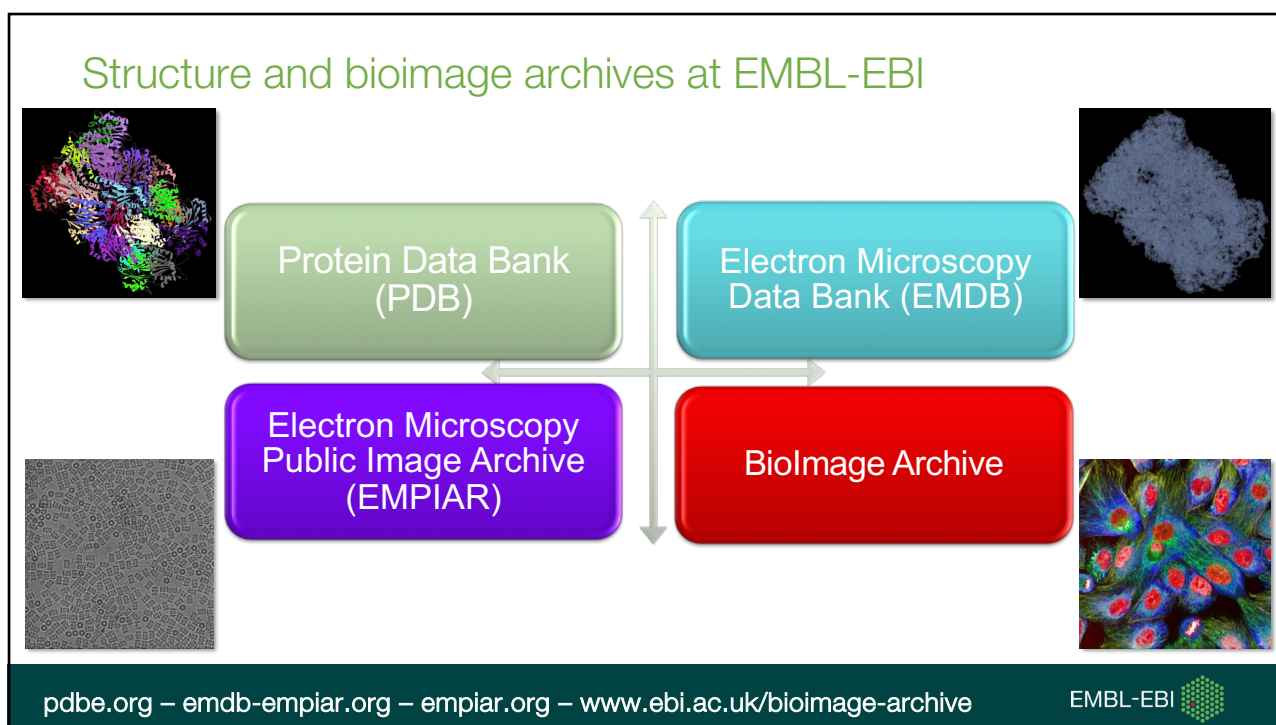 Structure and bioimage archives at EMBL-EBI
Protein Data Bank
(PDB)
Electron Microscopy
Data Bank (EMDB)
Electron Microscopy
Public Image Archive
(EMPIAR)
BioImage Archive
pdbe.org – emdb-empiar.org – empiar.org – www.ebi.ac.uk/bioimage-archive
EMBL-EBI